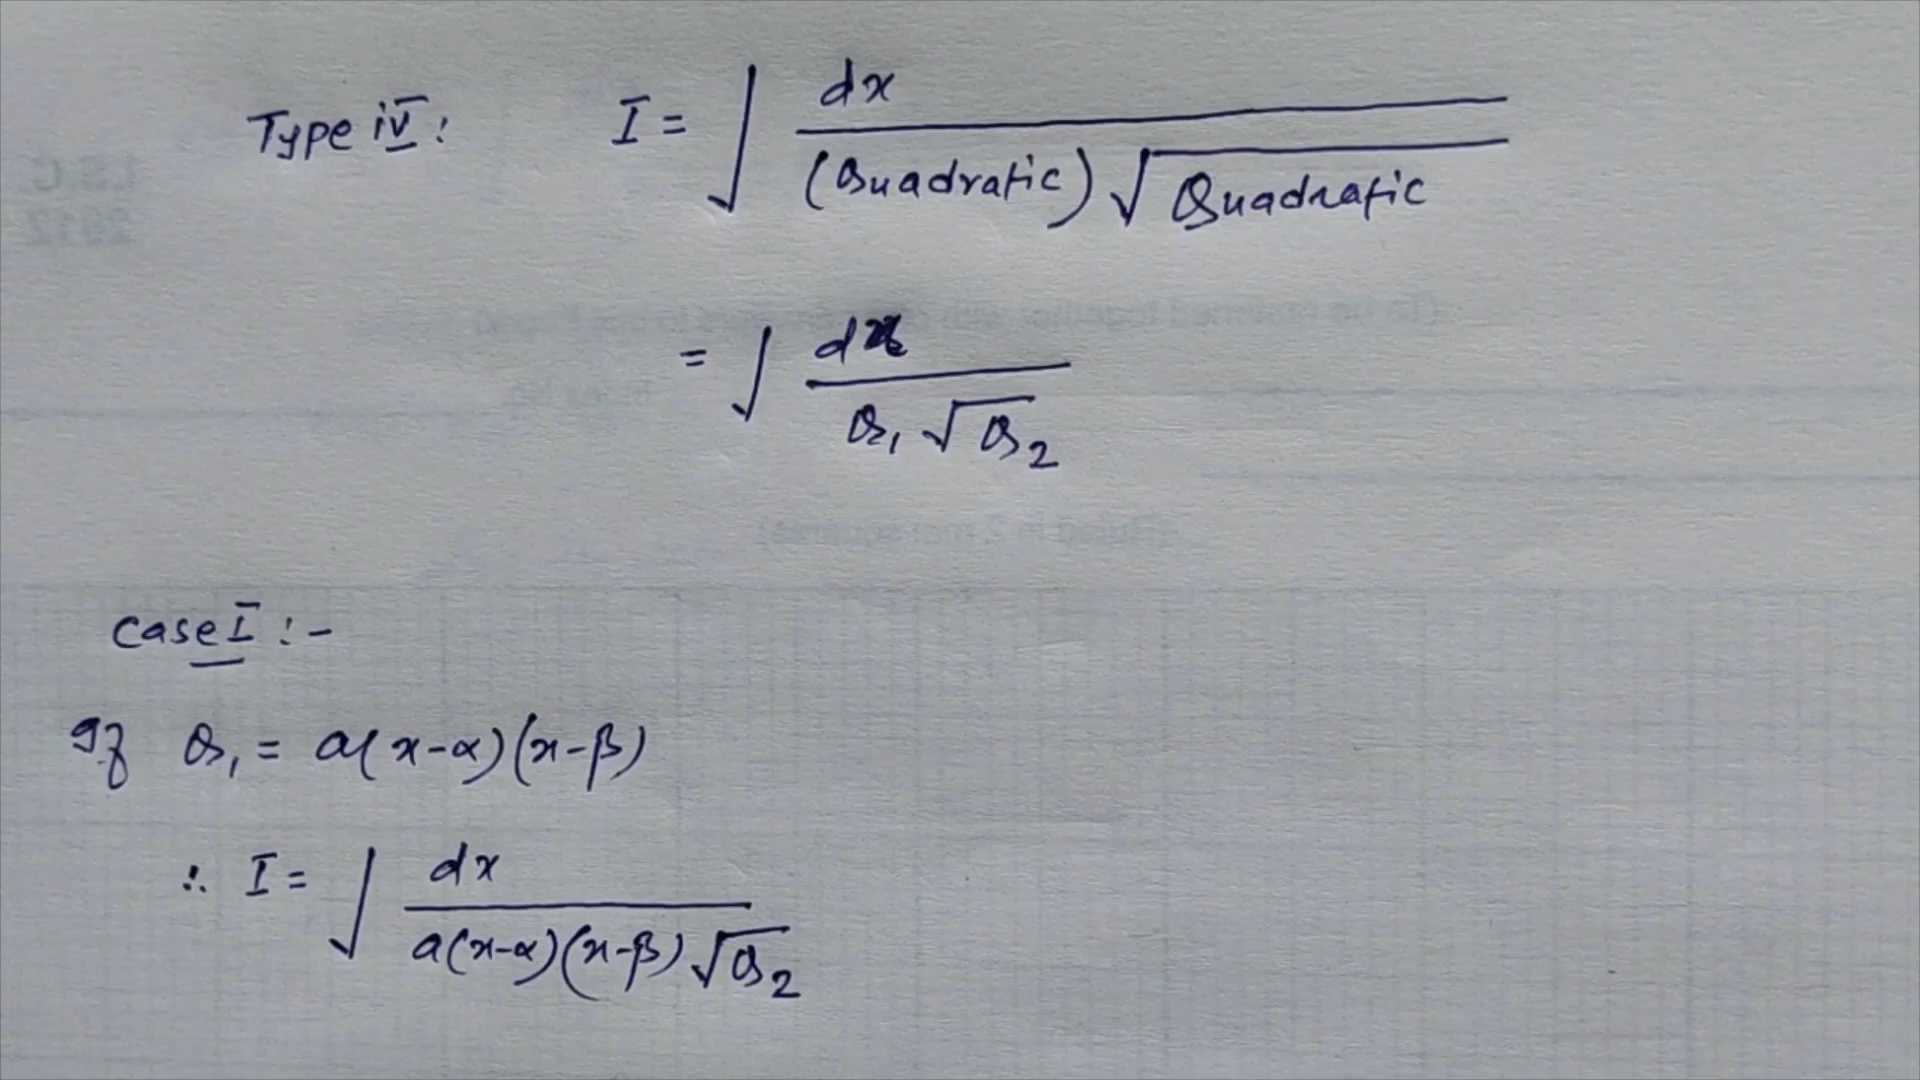 Type iv: I = ∫ dx / (Quadratic) √Quadratic
= ∫ dx / Q₁ √Q₂
Case I :-
If Q₁ = a(x-α)(x-β)
∴ I = ∫ dx / a(x-α)(x-β) √Q₂